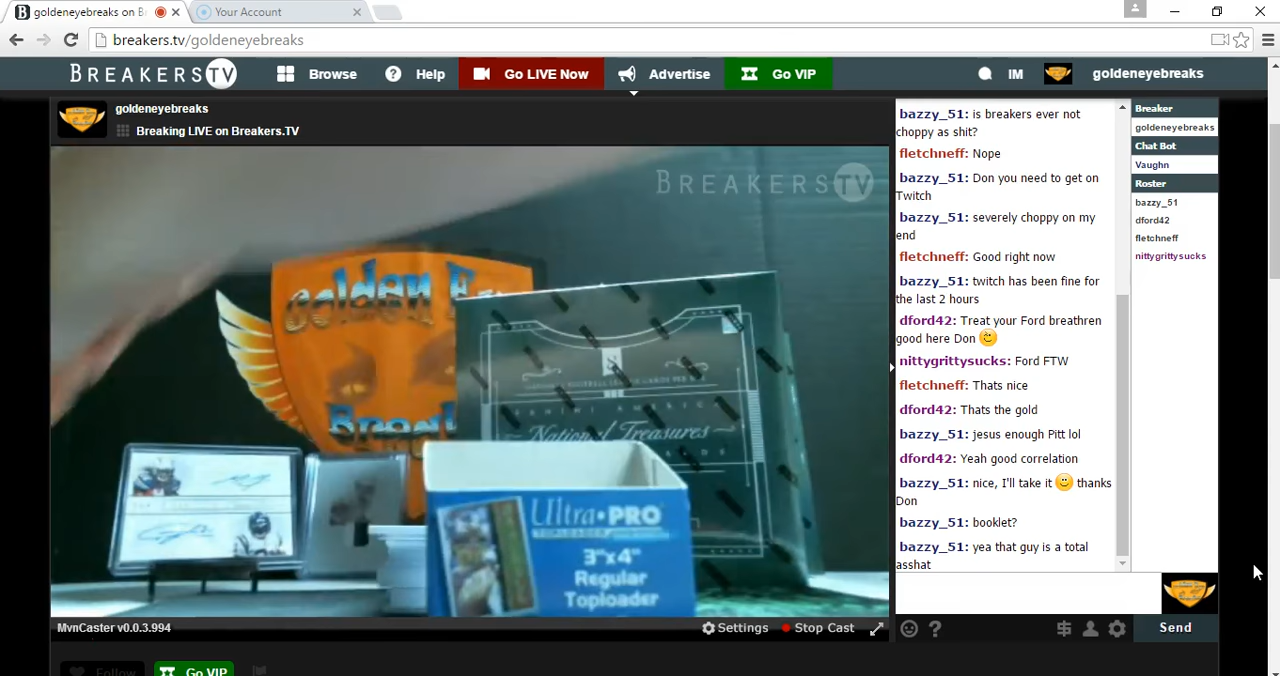 goldeneyebreaks on B
Your Account
breakers.tv/goldeneyebreaks
BREAKERS TV
Browse
Help
Go LIVE Now
Advertise
Go VIP
IM
goldeneyebreaks
goldeneyebreaks
Breaking LIVE on Breakers.TV
BREAKERS TV
Golden
National Treasures
Ultra•PRO
TOPLOADER
3"x4"
Regular
Toploader
MvnCaster v0.0.3.994
Settings
Stop Cast
Follow
Go VIP
bazzy_51: is breakers ever not
choppy as shit?
fletchneff: Nope
bazzy_51: Don you need to get on
Twitch
bazzy_51: severely choppy on my
end
fletchneff: Good right now
bazzy_51: twitch has been fine for
the last 2 hours
dford42: Treat your Ford breathren
good here Don
nittygrittysucks: Ford FTW
fletchneff: Thats nice
dford42: Thats the gold
bazzy_51: jesus enough Pitt lol
dford42: Yeah good correlation
bazzy_51: nice, I'll take it thanks
Don
bazzy_51: booklet?
bazzy_51: yea that guy is a total
asshat
Send
Breaker
goldeneyebreaks
Chat Bot
Vaughn
Roster
bazzy_51
dford42
fletchneff
nittygrittysucks